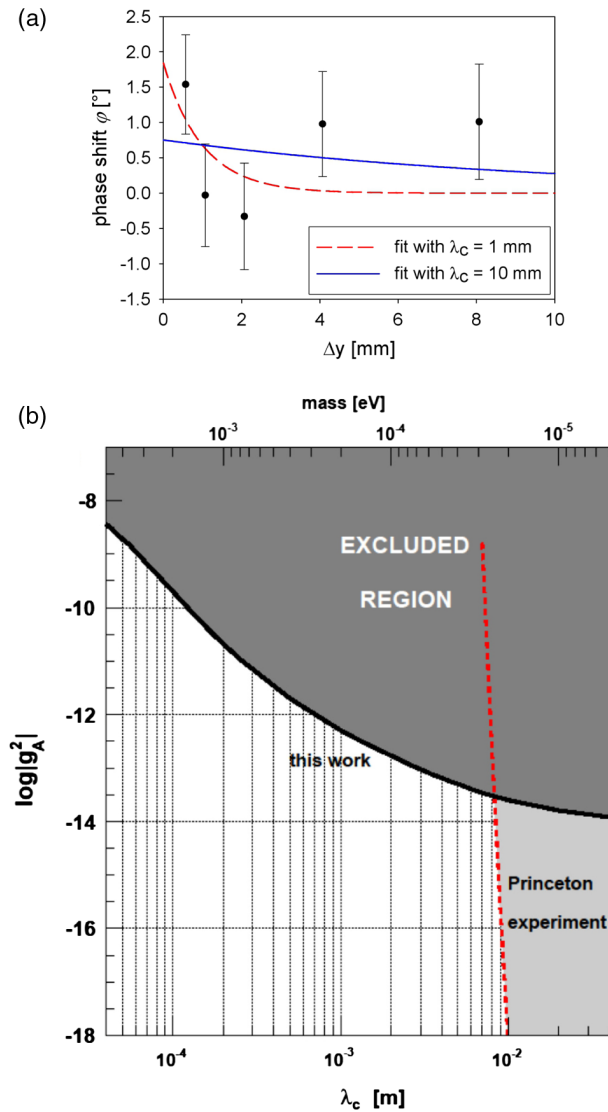 (a)
2.5
2.0
1.5
1.0
0.5
0.0
-0.5
-1.0
-1.5
phase shift φ [°]
fit with λc = 1 mm
fit with λc = 10 mm
0 2 4 6 8 10
Δy [mm]
(b)
mass [eV]
10⁻³ 10⁻⁴ 10⁻⁵
-8
-10
-12
-14
-16
-18
log|g²A|
EXCLUDED
REGION
this work
Princeton
experiment
10⁻⁴ 10⁻³ 10⁻²
λc [m]